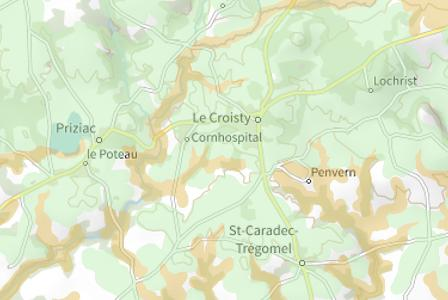 Lochrist
Le Croisty
Priziac
Cornhospital
le Poteau
Penvern
St-Caradec-
Trégomel